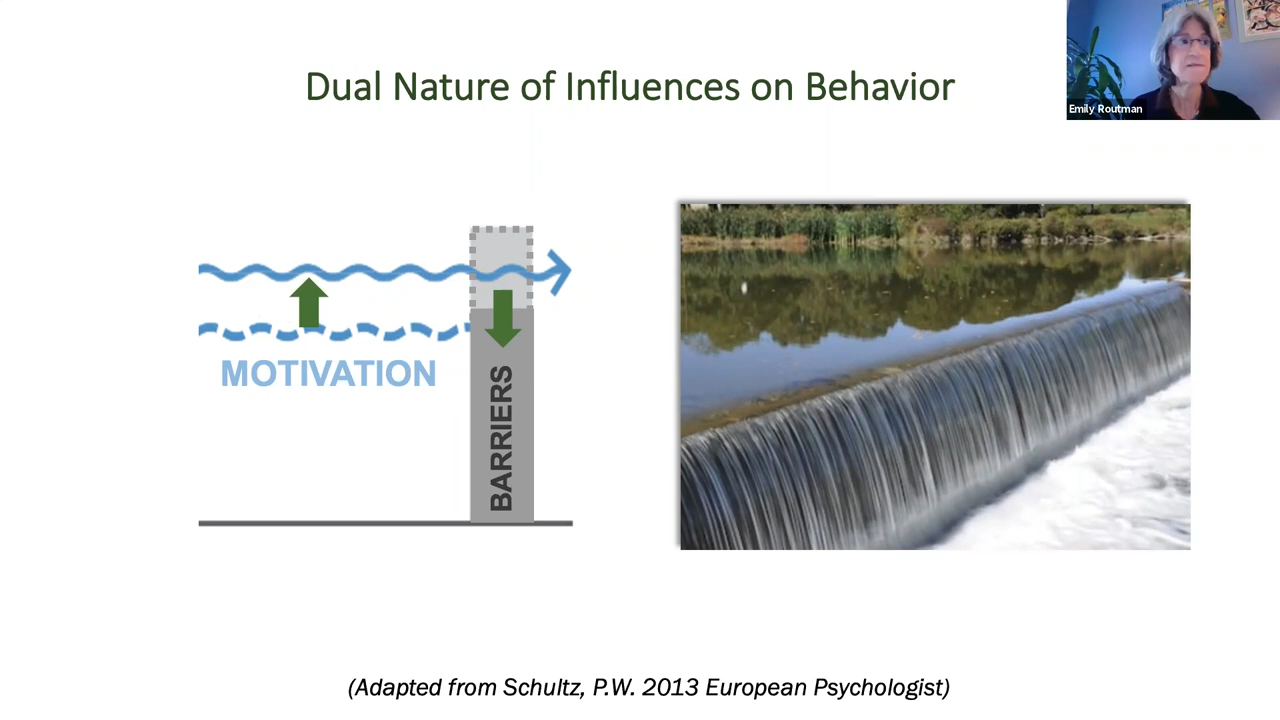 Dual Nature of Influences on Behavior
Emily Routman
MOTIVATION
BARRIERS
(Adapted from Schultz, P.W. 2013 European Psychologist)